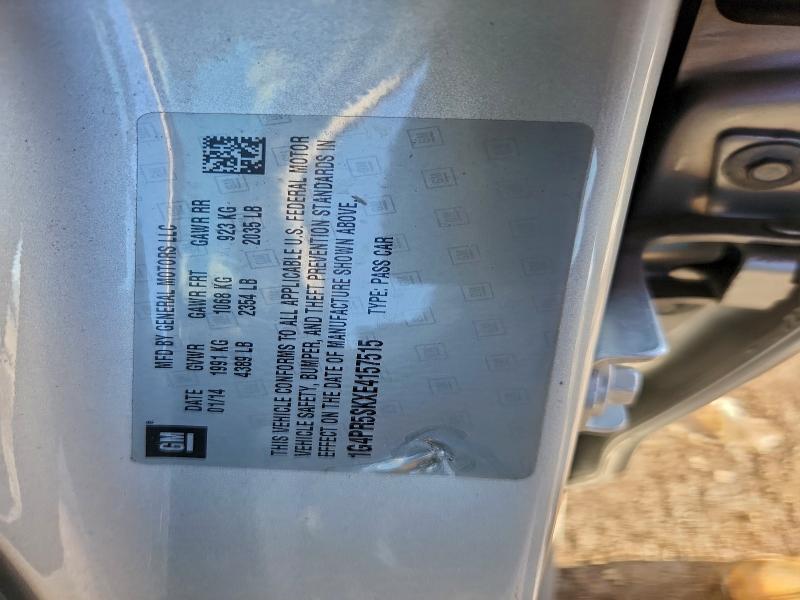 GM
MFD BY GENERAL MOTORS LLC
DATE GVWR GAWR FRT GAWR RR
01/14 1991 KG 1068 KG 923 KG
4389 LB 2354 LB 2035 LB
THIS VEHICLE CONFORMS TO ALL APPLICABLE U.S. FEDERAL MOTOR
VEHICLE SAFETY, BUMPER, AND THEFT PREVENTION STANDARDS IN
EFFECT ON THE DATE OF MANUFACTURE SHOWN ABOVE.
1G4PR5SKXE4157515 TYPE: PASS CAR